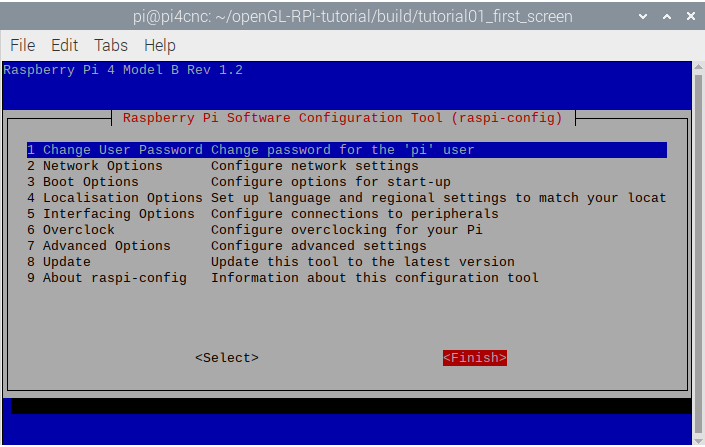 pi@pi4cnc: ~/openGL-RPi-tutorial/build/tutorial01_first_screen
File Edit Tabs Help
Raspberry Pi 4 Model B Rev 1.2
Raspberry Pi Software Configuration Tool (raspi-config)
1 Change User Password Change password for the 'pi' user
2 Network Options Configure network settings
3 Boot Options Configure options for start-up
4 Localisation Options Set up language and regional settings to match your locat
5 Interfacing Options Configure connections to peripherals
6 Overclock Configure overclocking for your Pi
7 Advanced Options Configure advanced settings
8 Update Update this tool to the latest version
9 About raspi-config Information about this configuration tool
<Select> <Finish>